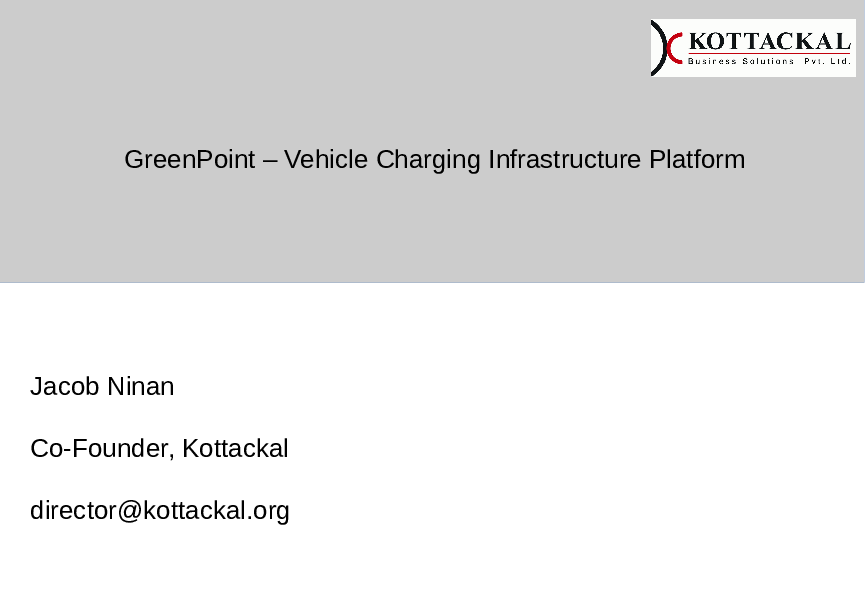 KOTTACKAL
Business Solutions Pvt. Ltd.
GreenPoint – Vehicle Charging Infrastructure Platform
Jacob Ninan
Co-Founder, Kottackal
director@kottackal.org